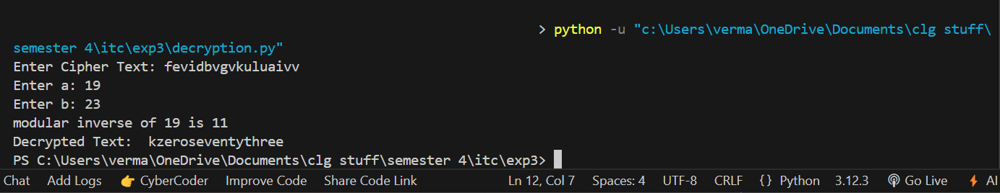 > python -u "c:\Users\verma\OneDrive\Documents\clg stuff\
semester 4\itc\exp3\decryption.py"
Enter Cipher Text: fevidbvgvkuluaivv
Enter a: 19
Enter b: 23
modular inverse of 19 is 11
Decrypted Text:  kzeroseventythree
PS C:\Users\verma\OneDrive\Documents\clg stuff\semester 4\itc\exp3>
Chat Add Logs 👉 CyberCoder Improve Code Share Code Link Ln 12, Col 7 Spaces: 4 UTF-8 CRLF {} Python 3.12.3 Go Live AI